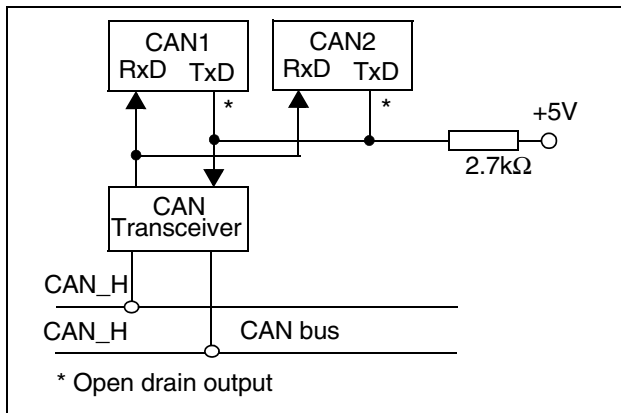 CAN1
RxD TxD
*
CAN2
RxD TxD
*
+5V
2.7kΩ
CAN
Transceiver
CAN_H
CAN_H
CAN bus
* Open drain output